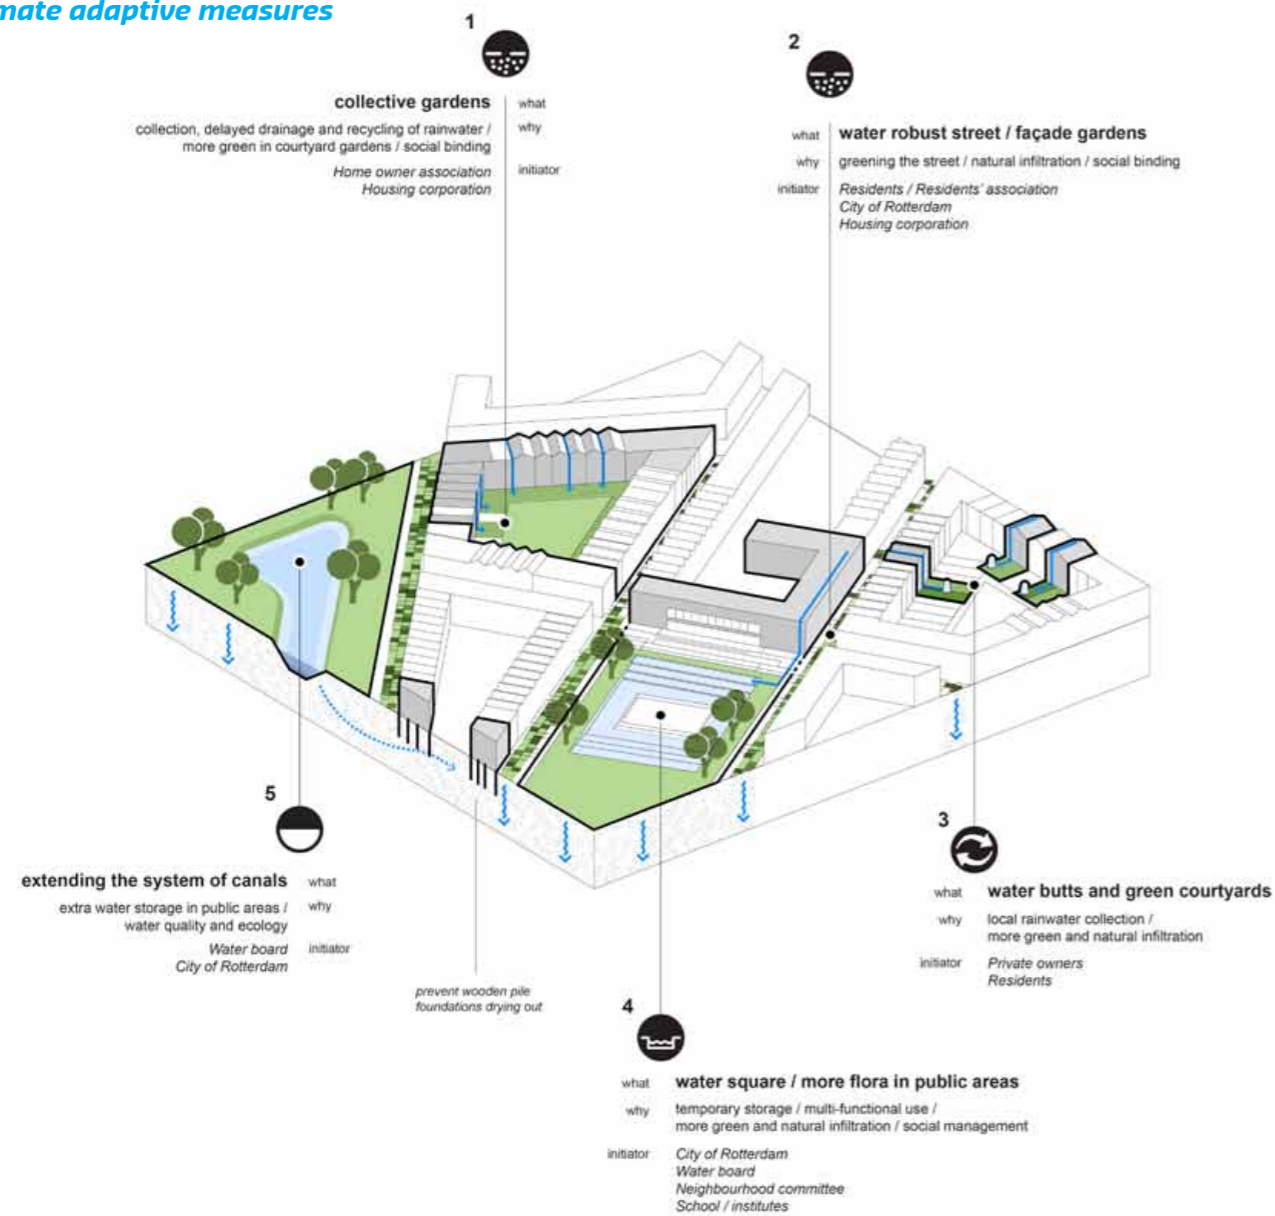 mate adaptive measures
1
collective gardens
what
collection, delayed drainage and recycling of rainwater /
more green in courtyard gardens / social binding
why
Home owner association
Housing corporation
initiator
2
what
water robust street / façade gardens
why
greening the street / natural infiltration / social binding
initiator
Residents / Residents' association
City of Rotterdam
Housing corporation
5
extending the system of canals
what
extra water storage in public areas /
water quality and ecology
why
Water board
City of Rotterdam
initiator
prevent wooden pile
foundations drying out
3
what
water butts and green courtyards
why
local rainwater collection /
more green and natural infiltration
initiator
Private owners
Residents
4
what
water square / more flora in public areas
why
temporary storage / multi-functional use /
more green and natural infiltration / social management
initiator
City of Rotterdam
Water board
Neighbourhood committee
School / institutes